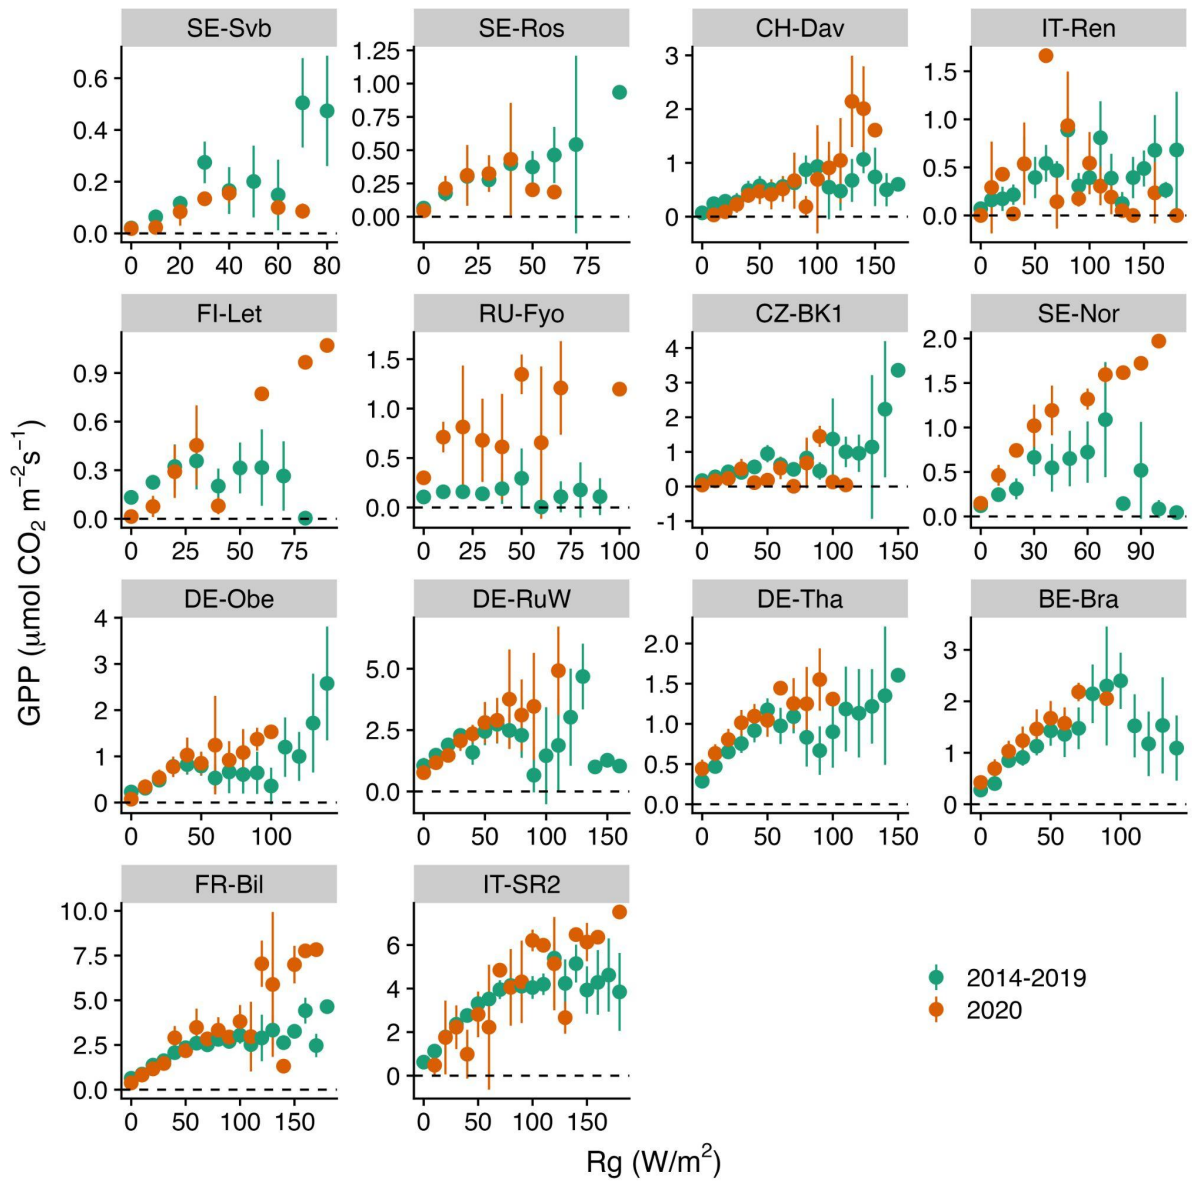 SE-Svb SE-Ros CH-Dav IT-Ren
0.6 0.4 0.2 0.0
1.25 1.00 0.75 0.50 0.25 0.00
3 2 1 0
1.5 1.0 0.5 0.0
0 20 40 60 80
0 25 50 75
0 50 100 150
0 50 100 150
FI-Let RU-Fyo CZ-BK1 SE-Nor
0.9 0.6 0.3 0.0
1.5 1.0 0.5 0.0
4 3 2 1 0 -1
2.0 1.5 1.0 0.5 0.0
0 25 50 75
0 25 50 75 100
0 50 100 150
0 30 60 90
GPP (μmol CO₂ m⁻²s⁻¹)
DE-Obe DE-RuW DE-Tha BE-Bra
4 3 2 1 0
5.0 2.5 0.0
2.0 1.5 1.0 0.5 0.0
3 2 1 0
0 50 100
0 50 100 150
0 50 100 150
0 50 100
FR-Bil IT-SR2
10.0 7.5 5.0 2.5 0.0
6 4 2 0
0 50 100 150
0 50 100 150
2014-2019
2020
Rg (W/m²)